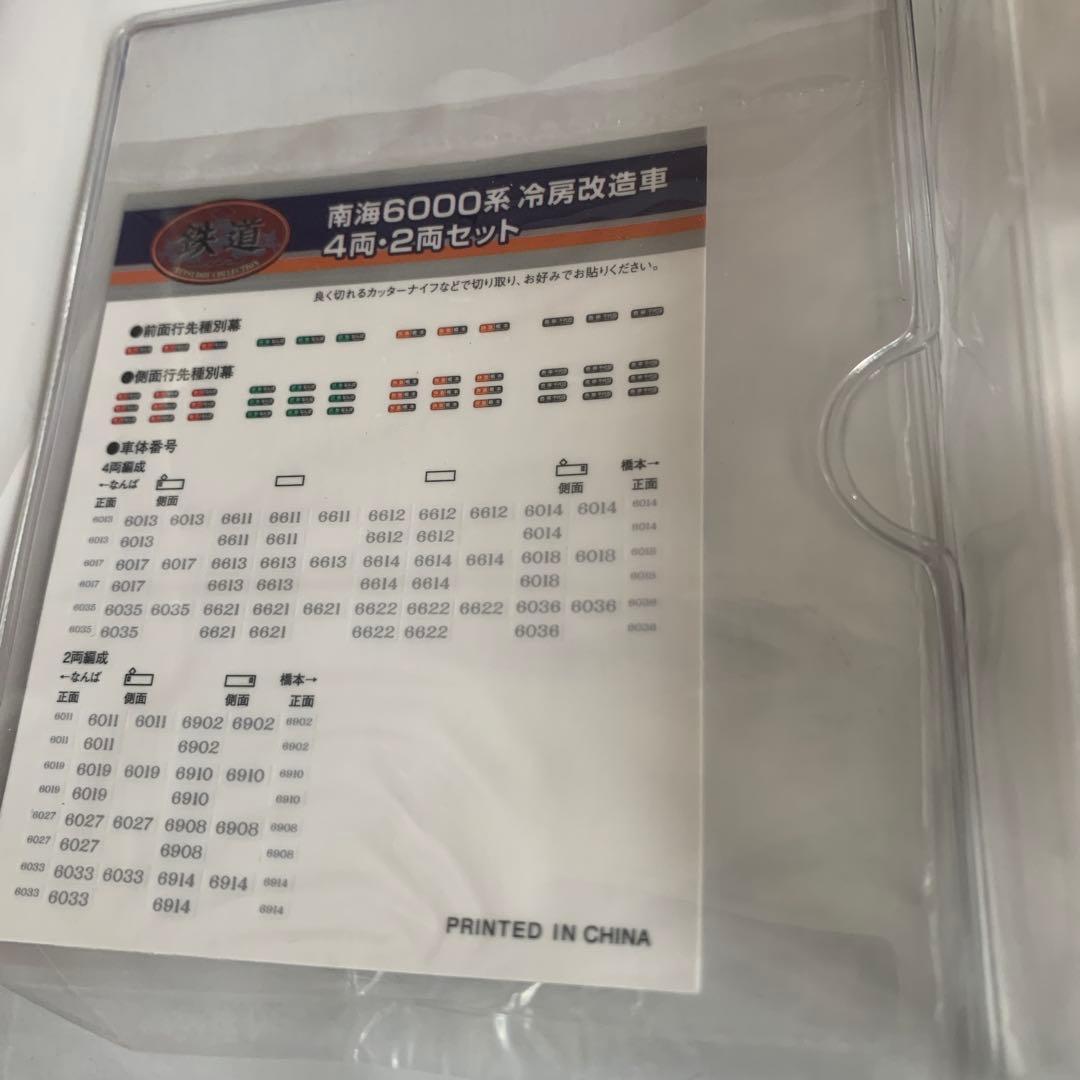 鉄道
TETSUDOU COLLECTION
南海6000系 冷房改造車
4両・2両セット
良く切れるカッターナイフなどで切り取り、お好みでお貼りください。
●前面行先種別幕
●側面行先種別幕
●車体番号
4両編成
←なんば 橋本→
正面 側面 側面 正面
6013 6013 6013 6611 6611 6611 6612 6612 6612 6014 6014 6014
6013 6013 6611 6611 6612 6612 6014 6014
6017 6017 6017 6613 6613 6613 6614 6614 6614 6018 6018 6018
6017 6017 6613 6613 6614 6614 6018 6018
6035 6035 6035 6621 6621 6621 6622 6622 6622 6036 6036 6036
6035 6035 6621 6621 6622 6622 6036 6036
2両編成
←なんば 橋本→
正面 側面 側面 正面
6011 6011 6011 6902 6902 6902
6011 6011 6902 6902
6019 6019 6019 6910 6910 6910
6019 6019 6910 6910
6027 6027 6027 6908 6908 6908
6027 6027 6908 6908
6033 6033 6033 6914 6914 6914
6033 6033 6914 6914
PRINTED IN CHINA